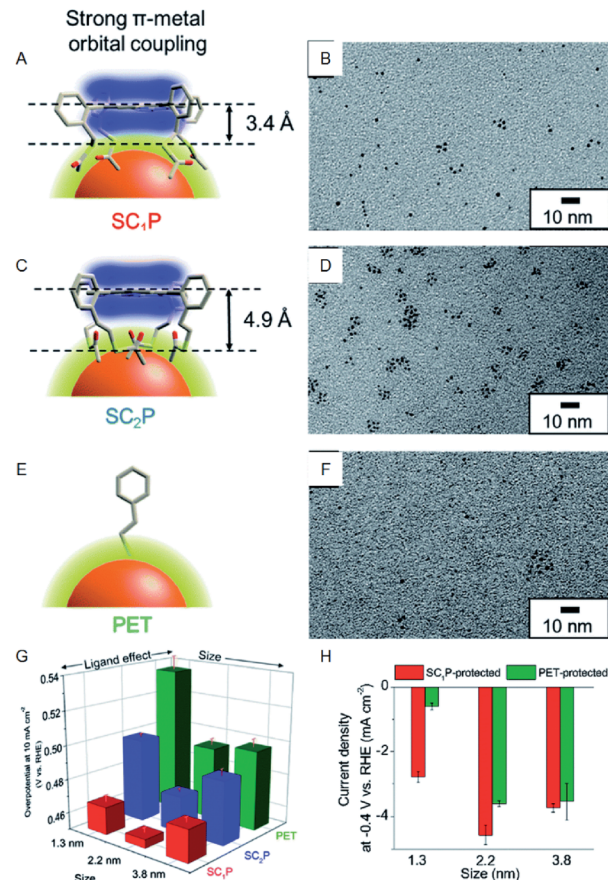 Strong π-metal
orbital coupling
A
3.4 Å
SC₁P
B
10 nm
C
4.9 Å
SC₂P
D
10 nm
E
PET
F
10 nm
G
Ligand effect
Size
Overpotential at 10 mA cm⁻²
(V vs. RHE)
0.54
0.52
0.50
0.48
0.46
1.3 nm
2.2 nm
3.8 nm
Size
SC₁P
SC₂P
PET
H
SC₁P-protected
PET-protected
Current density
at -0.4 V vs. RHE (mA cm⁻²)
0
-2
-4
1.3
2.2
3.8
Size (nm)